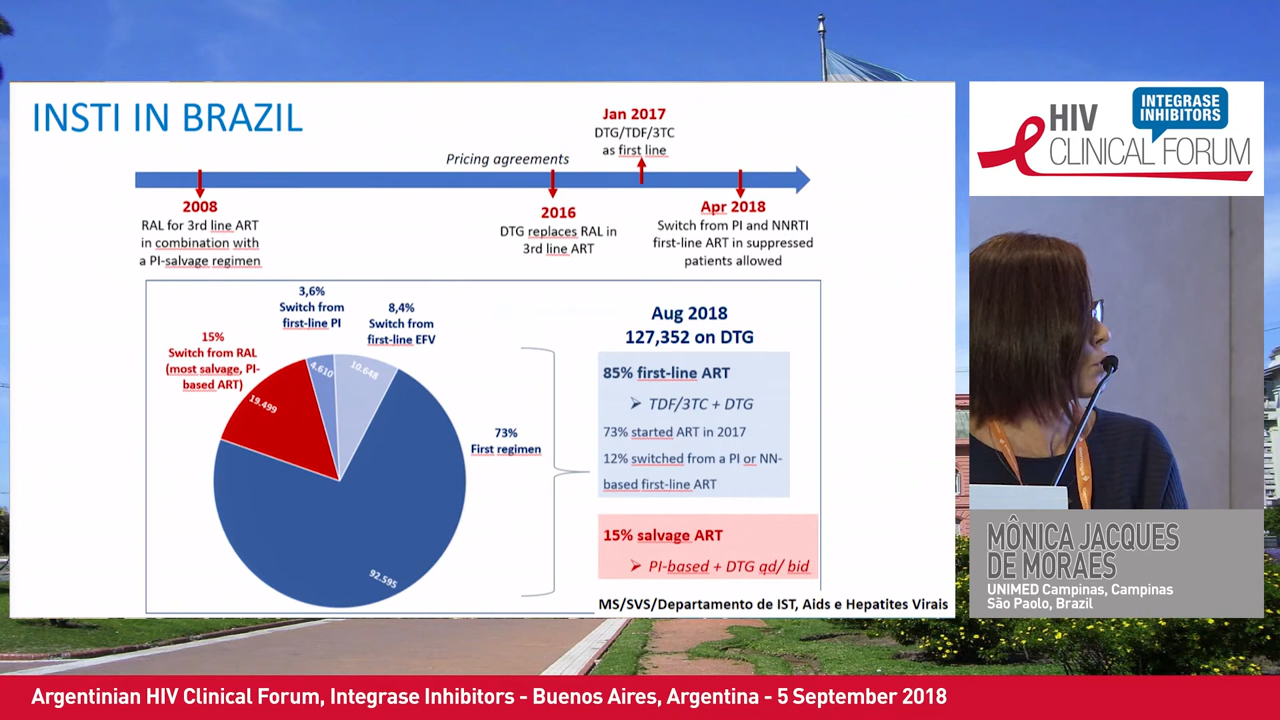 INSTI IN BRAZIL
Jan 2017
DTG/TDF/3TC
as first line
Pricing agreements
2008
RAL for 3rd line ART
in combination with
a PI-salvage regimen
2016
DTG replaces RAL in
3rd line ART
Apr 2018
Switch from PI and NNRTI
first-line ART in suppressed
patients allowed
3,6%
Switch from
first-line PI
8,4%
Switch from
first-line EFV
15%
Switch from RAL
(most salvage, PI-
based ART)
4.610
10.648
19.499
92.595
73%
First regimen
Aug 2018
127,352 on DTG
85% first-line ART
➢ TDF/3TC + DTG
73% started ART in 2017
12% switched from a PI or NN-
based first-line ART
15% salvage ART
➢ PI-based + DTG qd/ bid
MS/SVS/Departamento de IST, Aids e Hepatites Virais
INTEGRASE
INHIBITORS
HIV
CLINICAL FORUM
MÔNICA JACQUES
DE MORAES
UNIMED Campinas, Campinas
São Paulo, Brazil
Argentinian HIV Clinical Forum, Integrase Inhibitors - Buenos Aires, Argentina - 5 September 2018